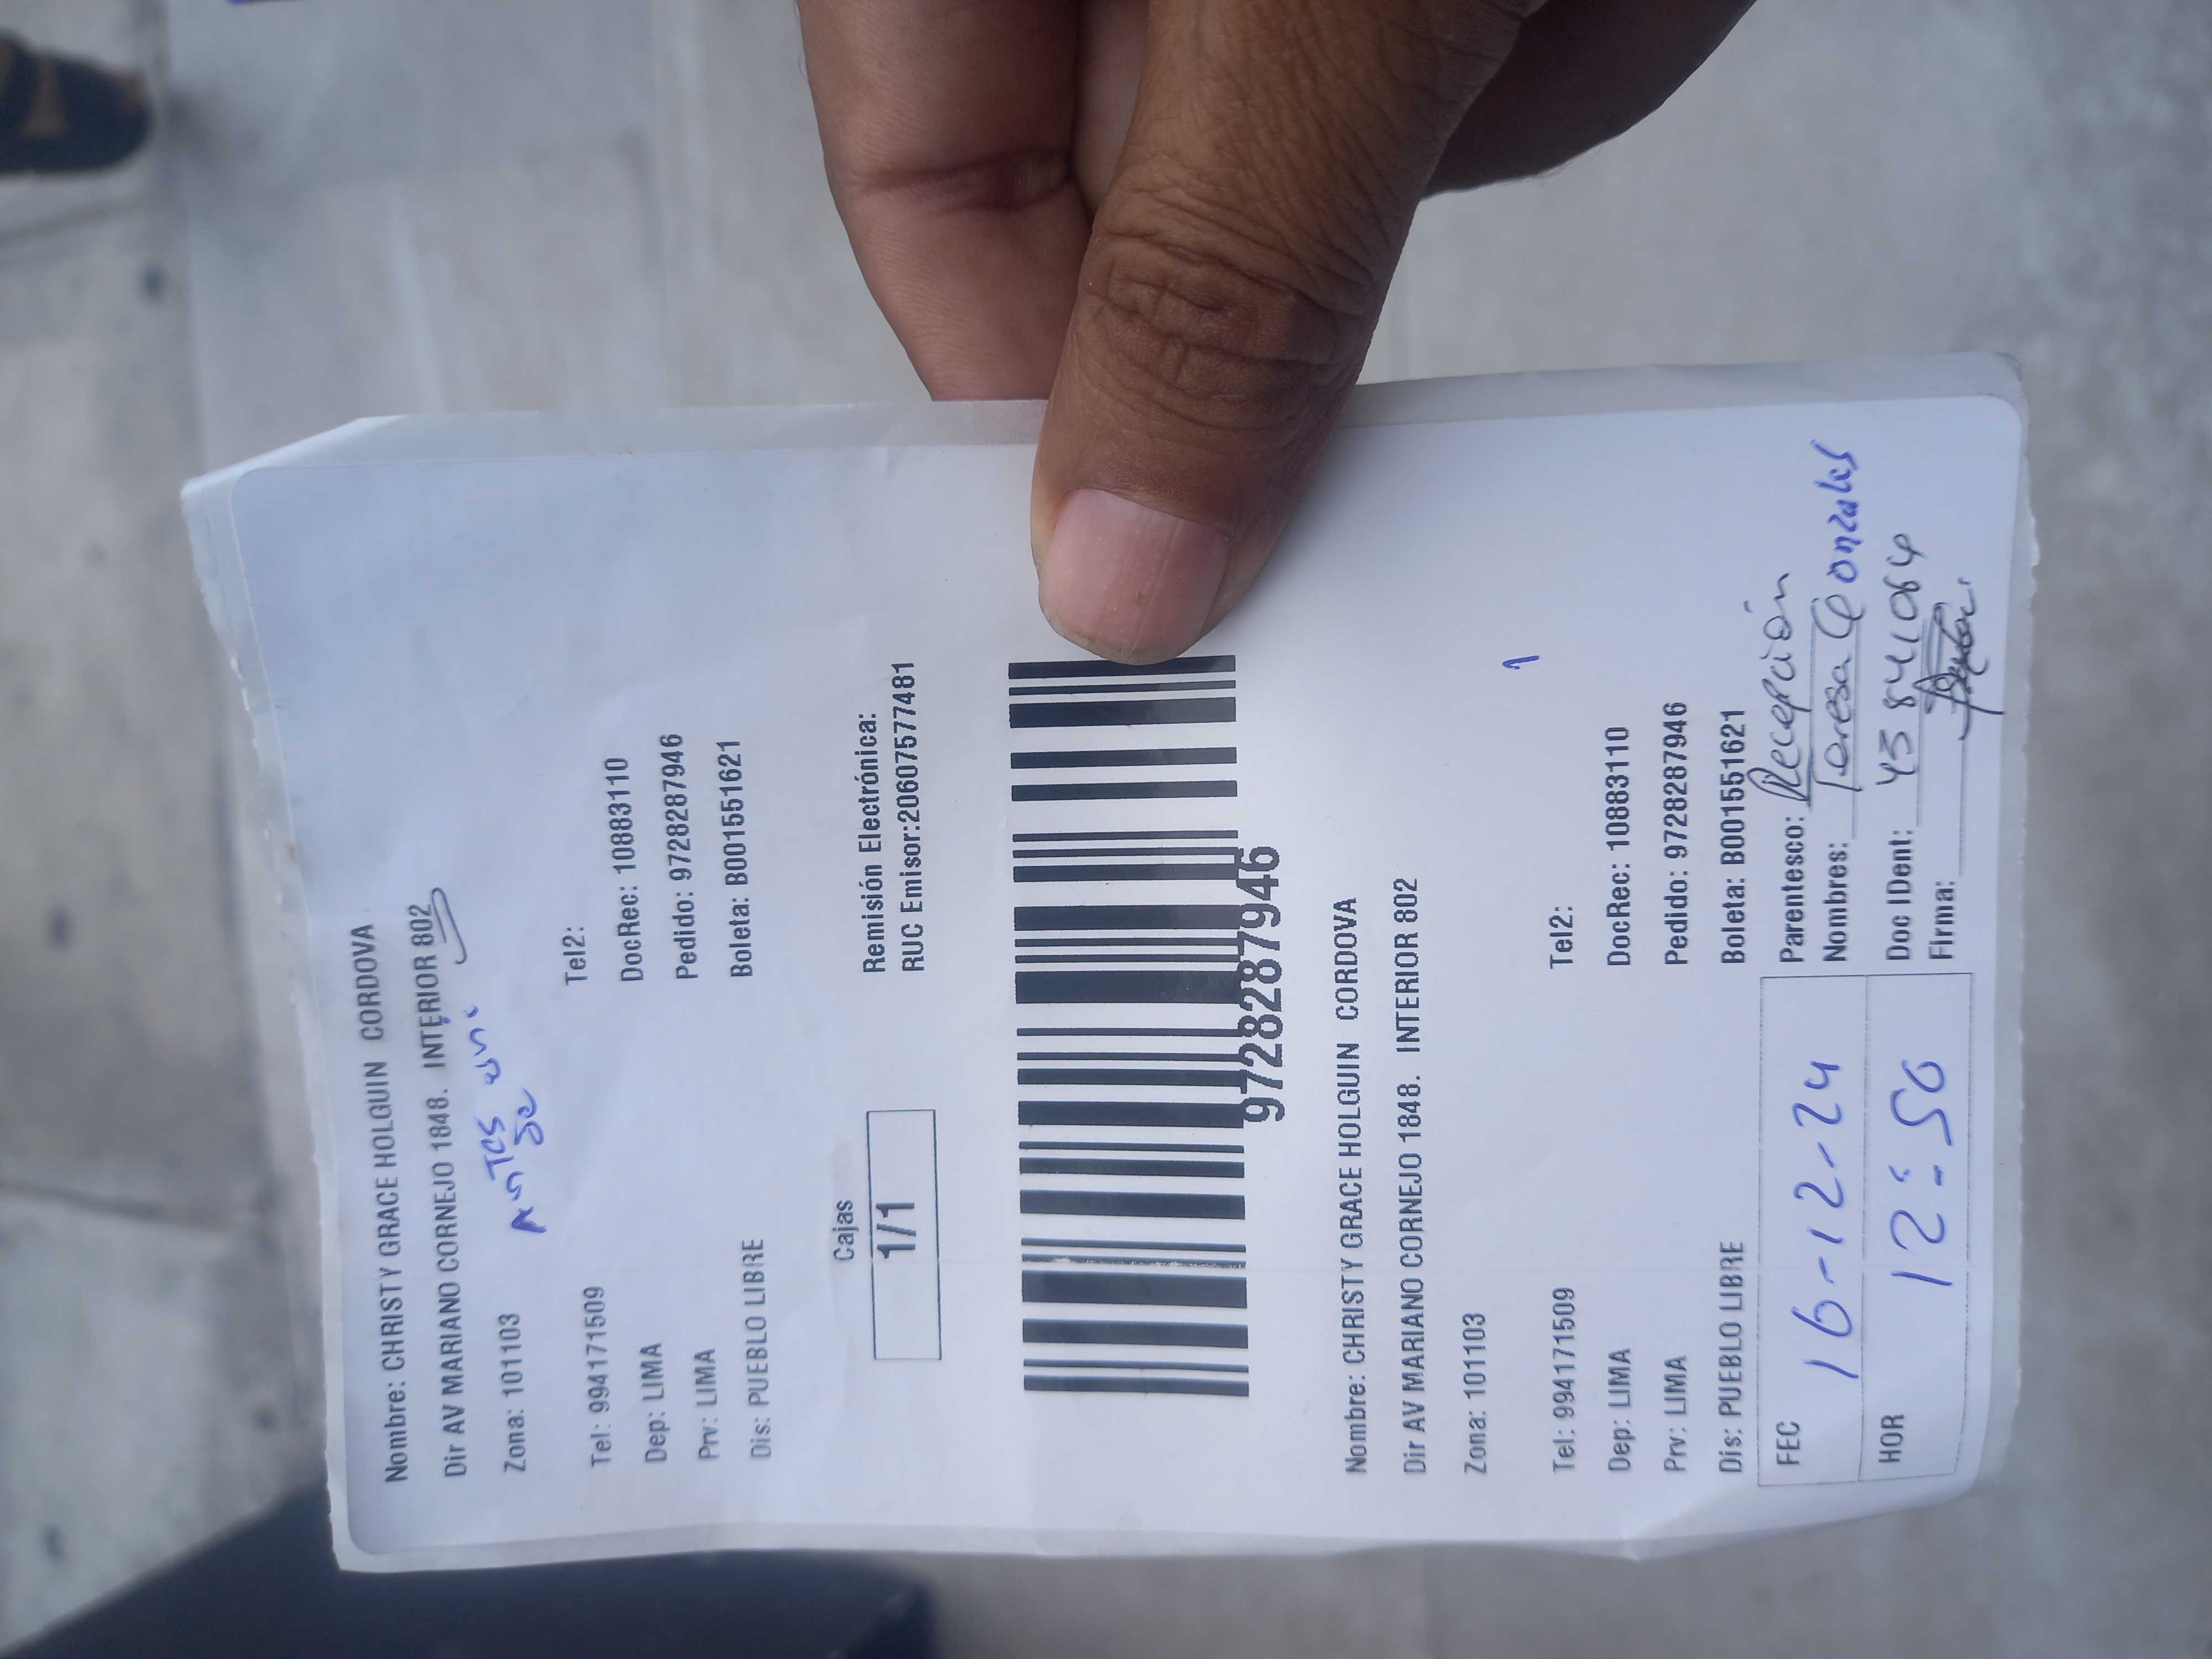 Nombre: CHRISTY GRACE HOLGUIN CORDOVA
Dir AV MARIANO CORNEJO 1848. INTERIOR 802
Zona: 101103
ANTES
de
Tel: 994171509 Tel2:
Dep: LIMA DocRec: 10883110
Prv: LIMA Pedido: 9728287946
Dis: PUEBLO LIBRE Boleta: B001551621
Cajas
1/1
Remisión Electrónica:
RUC Emisor:20607577481
9728287946
Nombre: CHRISTY GRACE HOLGUIN CORDOVA
Dir AV MARIANO CORNEJO 1848. INTERIOR 802
Zona: 101103
1
Tel: 994171509 Tel2:
Dep: LIMA DocRec: 10883110
Prv: LIMA Pedido: 9728287946
Dis: PUEBLO LIBRE Boleta: B001551621
FEC 16-12-24 Parentesco: Recepción
Nombres: Teresa Gonzales
HOR 12:50 Doc IDent: 43841064
Firma: